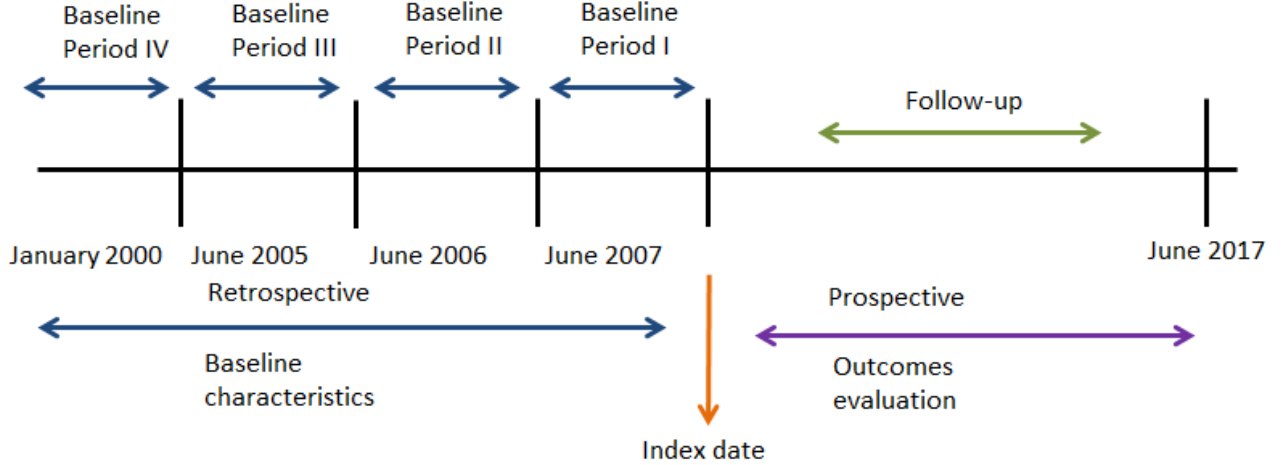 Baseline
Period IV
Baseline
Period III
Baseline
Period II
Baseline
Period I
Follow-up
January 2000
June 2005
June 2006
June 2007
June 2017
Retrospective
Prospective
Baseline
characteristics
Outcomes
evaluation
Index date